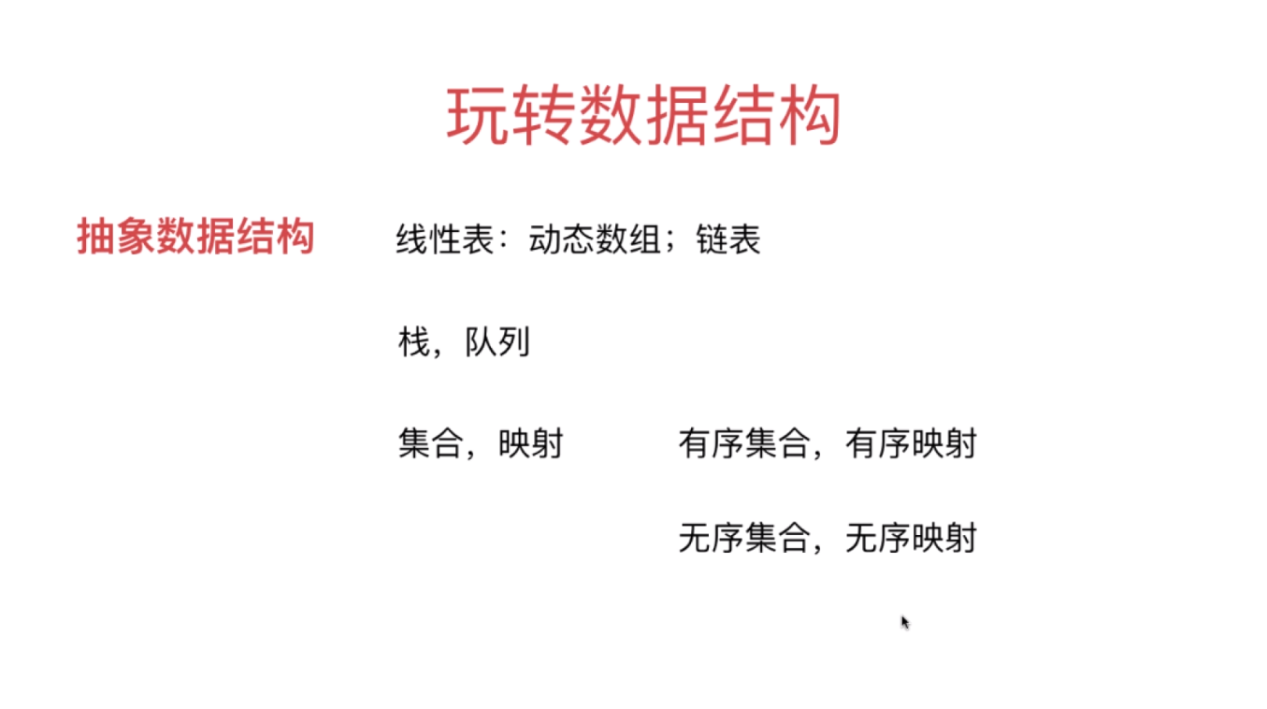 玩转数据结构
抽象数据结构 线性表：动态数组；链表
栈，队列
集合，映射 有序集合，有序映射
无序集合，无序映射